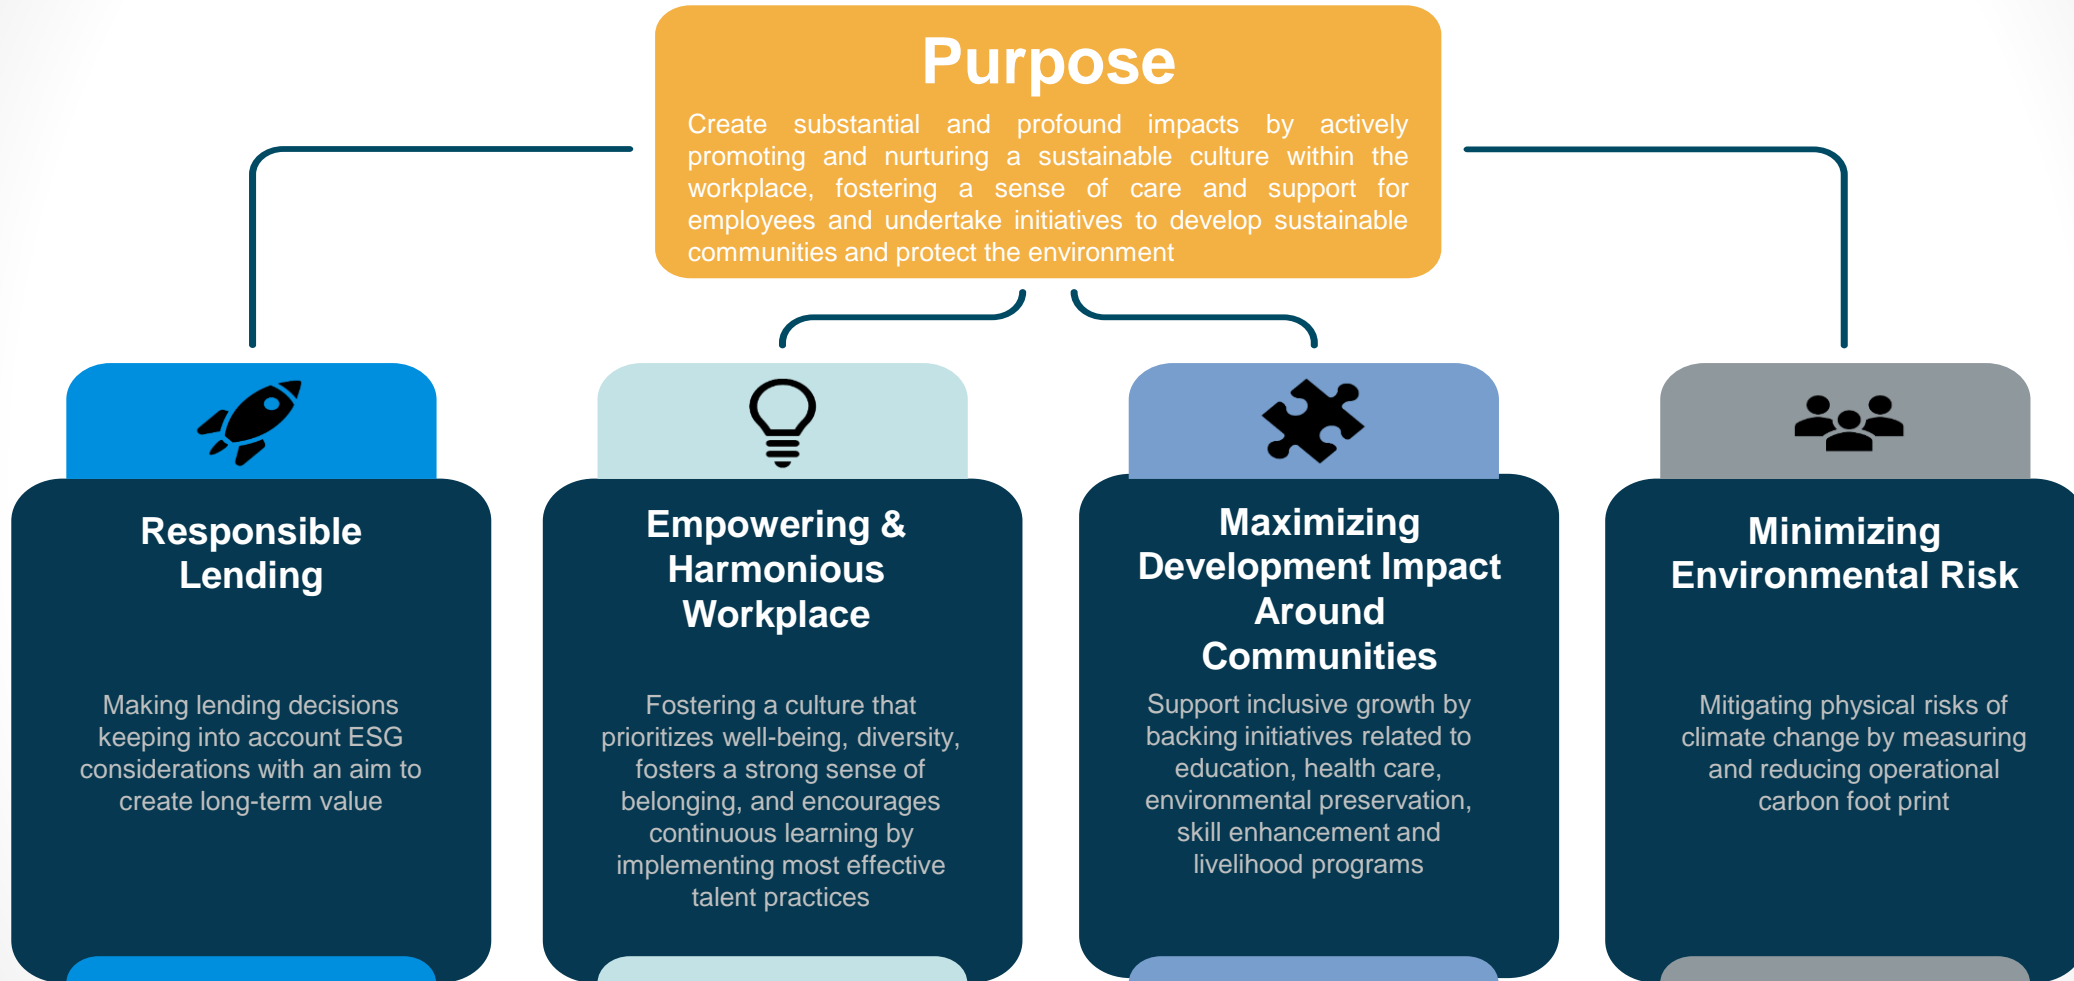 Purpose
Create substantial and profound impacts by actively
promoting and nurturing a sustainable culture within the
workplace, fostering a sense of care and support for
employees and undertake initiatives to develop sustainable
communities and protect the environment
Responsible
Lending
Making lending decisions
keeping into account ESG
considerations with an aim to
create long-term value
Empowering &
Harmonious
Workplace
Fostering a culture that
prioritizes well-being, diversity,
fosters a strong sense of
belonging, and encourages
continuous learning by
implementing most effective
talent practices
Maximizing
Development Impact
Around
Communities
Support inclusive growth by
backing initiatives related to
education, health care,
environmental preservation,
skill enhancement and
livelihood programs
Minimizing
Environmental Risk
Mitigating physical risks of
climate change by measuring
and reducing operational
carbon foot print